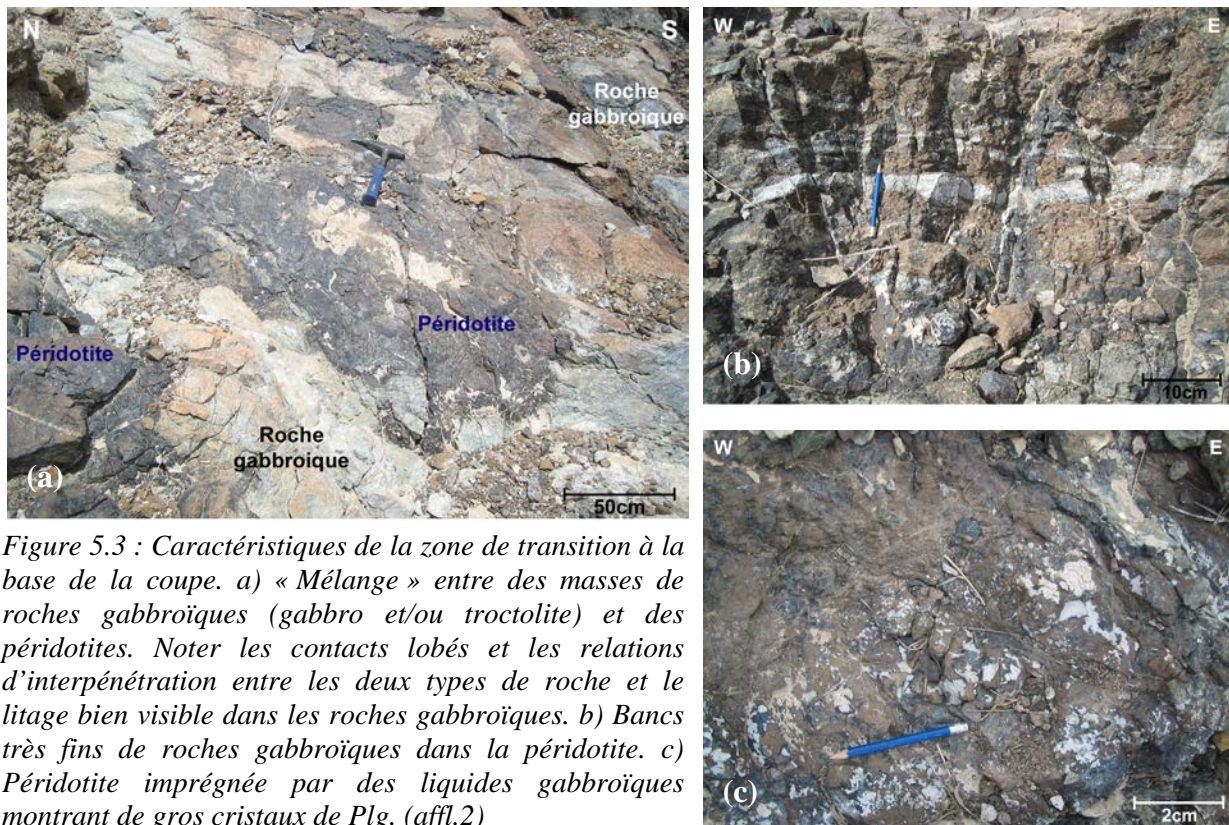 N
S
Roche
gabbroique
Péridotite
Péridotite
Roche
gabbroique
(a)
50cm
W
E
(b)
10cm
W
E
(c)
2cm
Figure 5.3 : Caractéristiques de la zone de transition à la
base de la coupe. a) « Mélange » entre des masses de
roches gabbroïques (gabbro et/ou troctolite) et des
péridotites. Noter les contacts lobés et les relations
d'interpénétration entre les deux types de roche et le
litage bien visible dans les roches gabbroïques. b) Bancs
très fins de roches gabbroïques dans la péridotite. c)
Péridotite imprégnée par des liquides gabbroïques
montrant de gros cristaux de Plg. (affl.2)